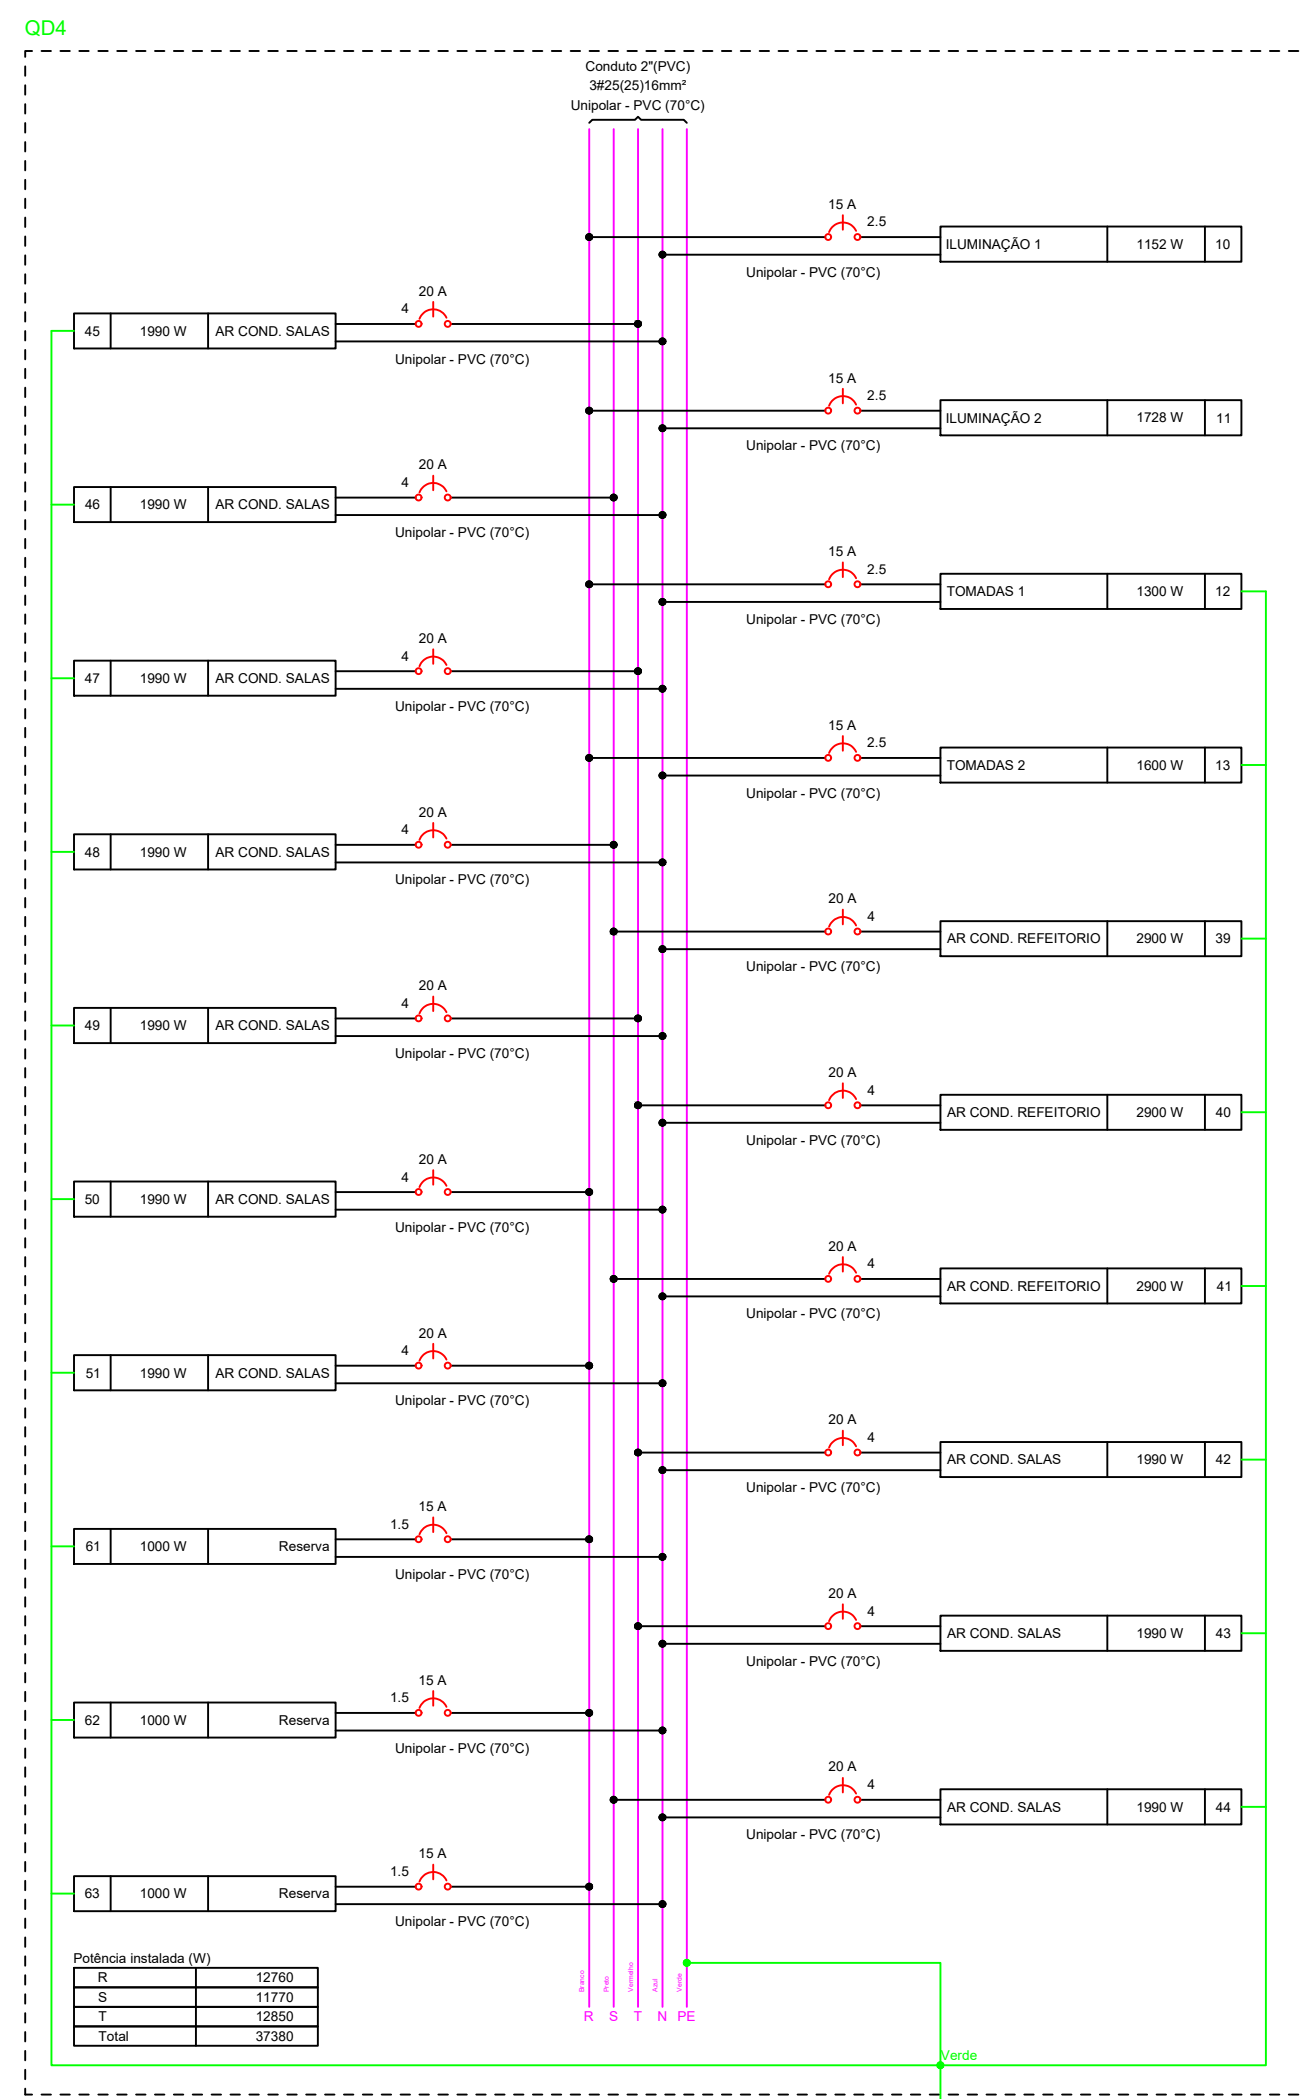 QD4
Conduto 2"(PVC)
3#25(25)16mm²
Unipolar - PVC (70°C)
15 A
2.5
ILUMINAÇÃO 1 1152 W 10
Unipolar - PVC (70°C)
20 A
4
45 1990 W AR COND. SALAS
Unipolar - PVC (70°C)
15 A
2.5
ILUMINAÇÃO 2 1728 W 11
Unipolar - PVC (70°C)
20 A
4
46 1990 W AR COND. SALAS
Unipolar - PVC (70°C)
15 A
2.5
TOMADAS 1 1300 W 12
Unipolar - PVC (70°C)
20 A
4
47 1990 W AR COND. SALAS
Unipolar - PVC (70°C)
15 A
2.5
TOMADAS 2 1600 W 13
Unipolar - PVC (70°C)
20 A
4
48 1990 W AR COND. SALAS
Unipolar - PVC (70°C)
20 A
4
AR COND. REFEITORIO 2900 W 39
Unipolar - PVC (70°C)
20 A
4
49 1990 W AR COND. SALAS
Unipolar - PVC (70°C)
20 A
4
AR COND. REFEITORIO 2900 W 40
Unipolar - PVC (70°C)
20 A
4
50 1990 W AR COND. SALAS
Unipolar - PVC (70°C)
20 A
4
AR COND. REFEITORIO 2900 W 41
Unipolar - PVC (70°C)
20 A
4
51 1990 W AR COND. SALAS
Unipolar - PVC (70°C)
20 A
4
AR COND. SALAS 1990 W 42
Unipolar - PVC (70°C)
15 A
1.5
61 1000 W Reserva
Unipolar - PVC (70°C)
20 A
4
AR COND. SALAS 1990 W 43
Unipolar - PVC (70°C)
15 A
1.5
62 1000 W Reserva
Unipolar - PVC (70°C)
20 A
4
AR COND. SALAS 1990 W 44
Unipolar - PVC (70°C)
15 A
1.5
63 1000 W Reserva
Unipolar - PVC (70°C)
Potência instalada (W)
R 12760
S 11770
T 12850
Total 37380
Branco
Preto
Vermelho
Azul
Verde
R S T N PE
Verde